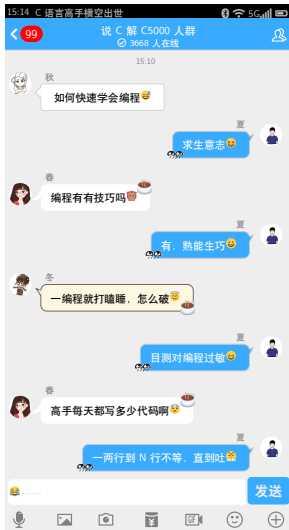 15:14 C 语言高手横空出世 5G
99
说 C 解 C5000 人群
3668 人在线
15:10
秋
如何快速学会编程
夏
求生意志
春
编程有有技巧吗
夏
有．熟能生巧
冬
一编程就打瞌睡．怎么破
夏
目测对编程过敏
春
高手每天都写多少代码啊
夏
一两行到 N 行不等．直到吐
... ...
发送
GIF